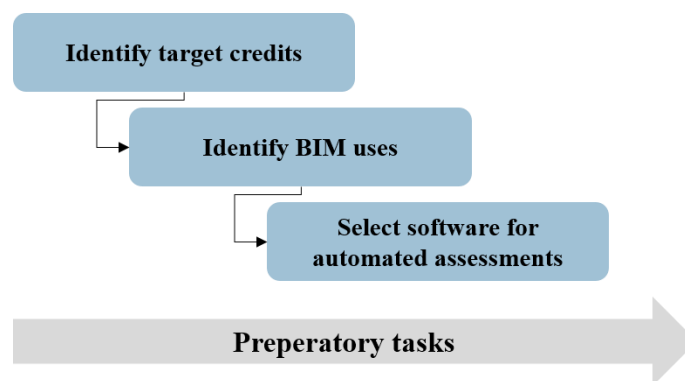 Identify target credits
Identify BIM uses
Select software for
automated assessments
Preperatory tasks